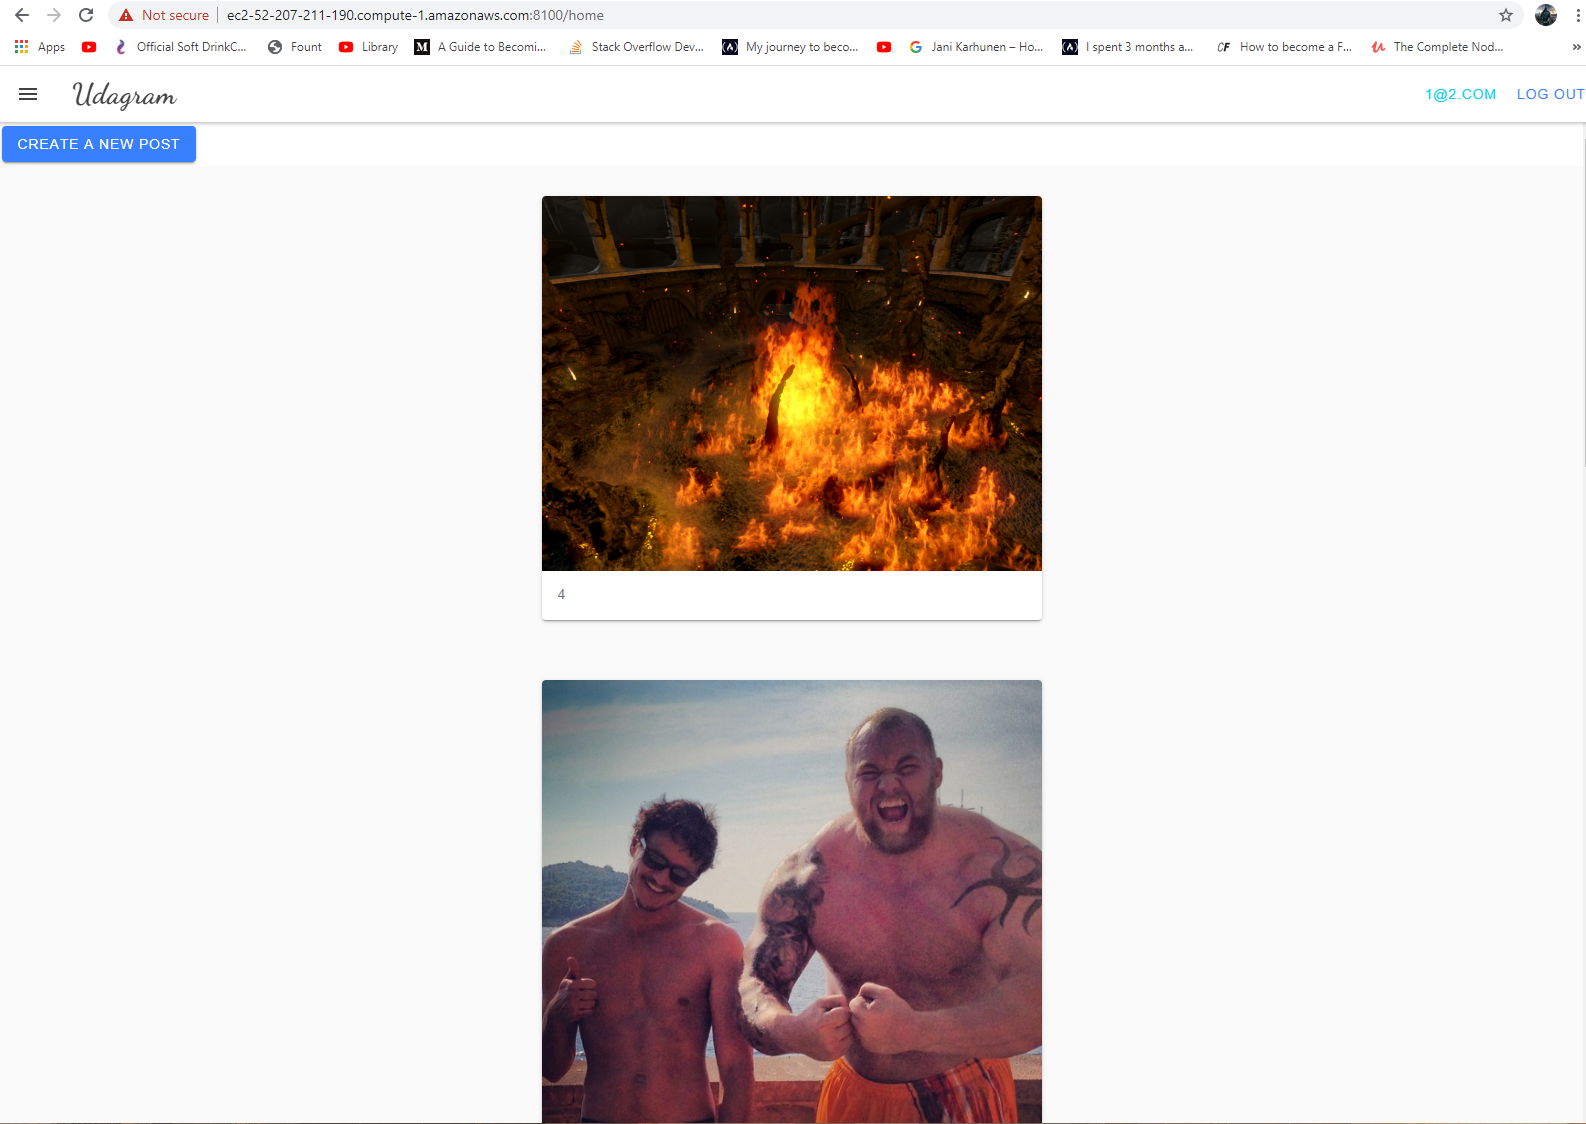 Not secure ec2-52-207-211-190.compute-1.amazonaws.com:8100/home
Apps Official Soft DrinkC... Fount Library M A Guide to Becomi... Stack Overflow Dev... (A) My journey to beco... G Jani Karhunen – Ho... (A) I spent 3 months a... CF How to become a F... The Complete Nod... »
Udagram 1@2.COM LOG OUT
CREATE A NEW POST
4